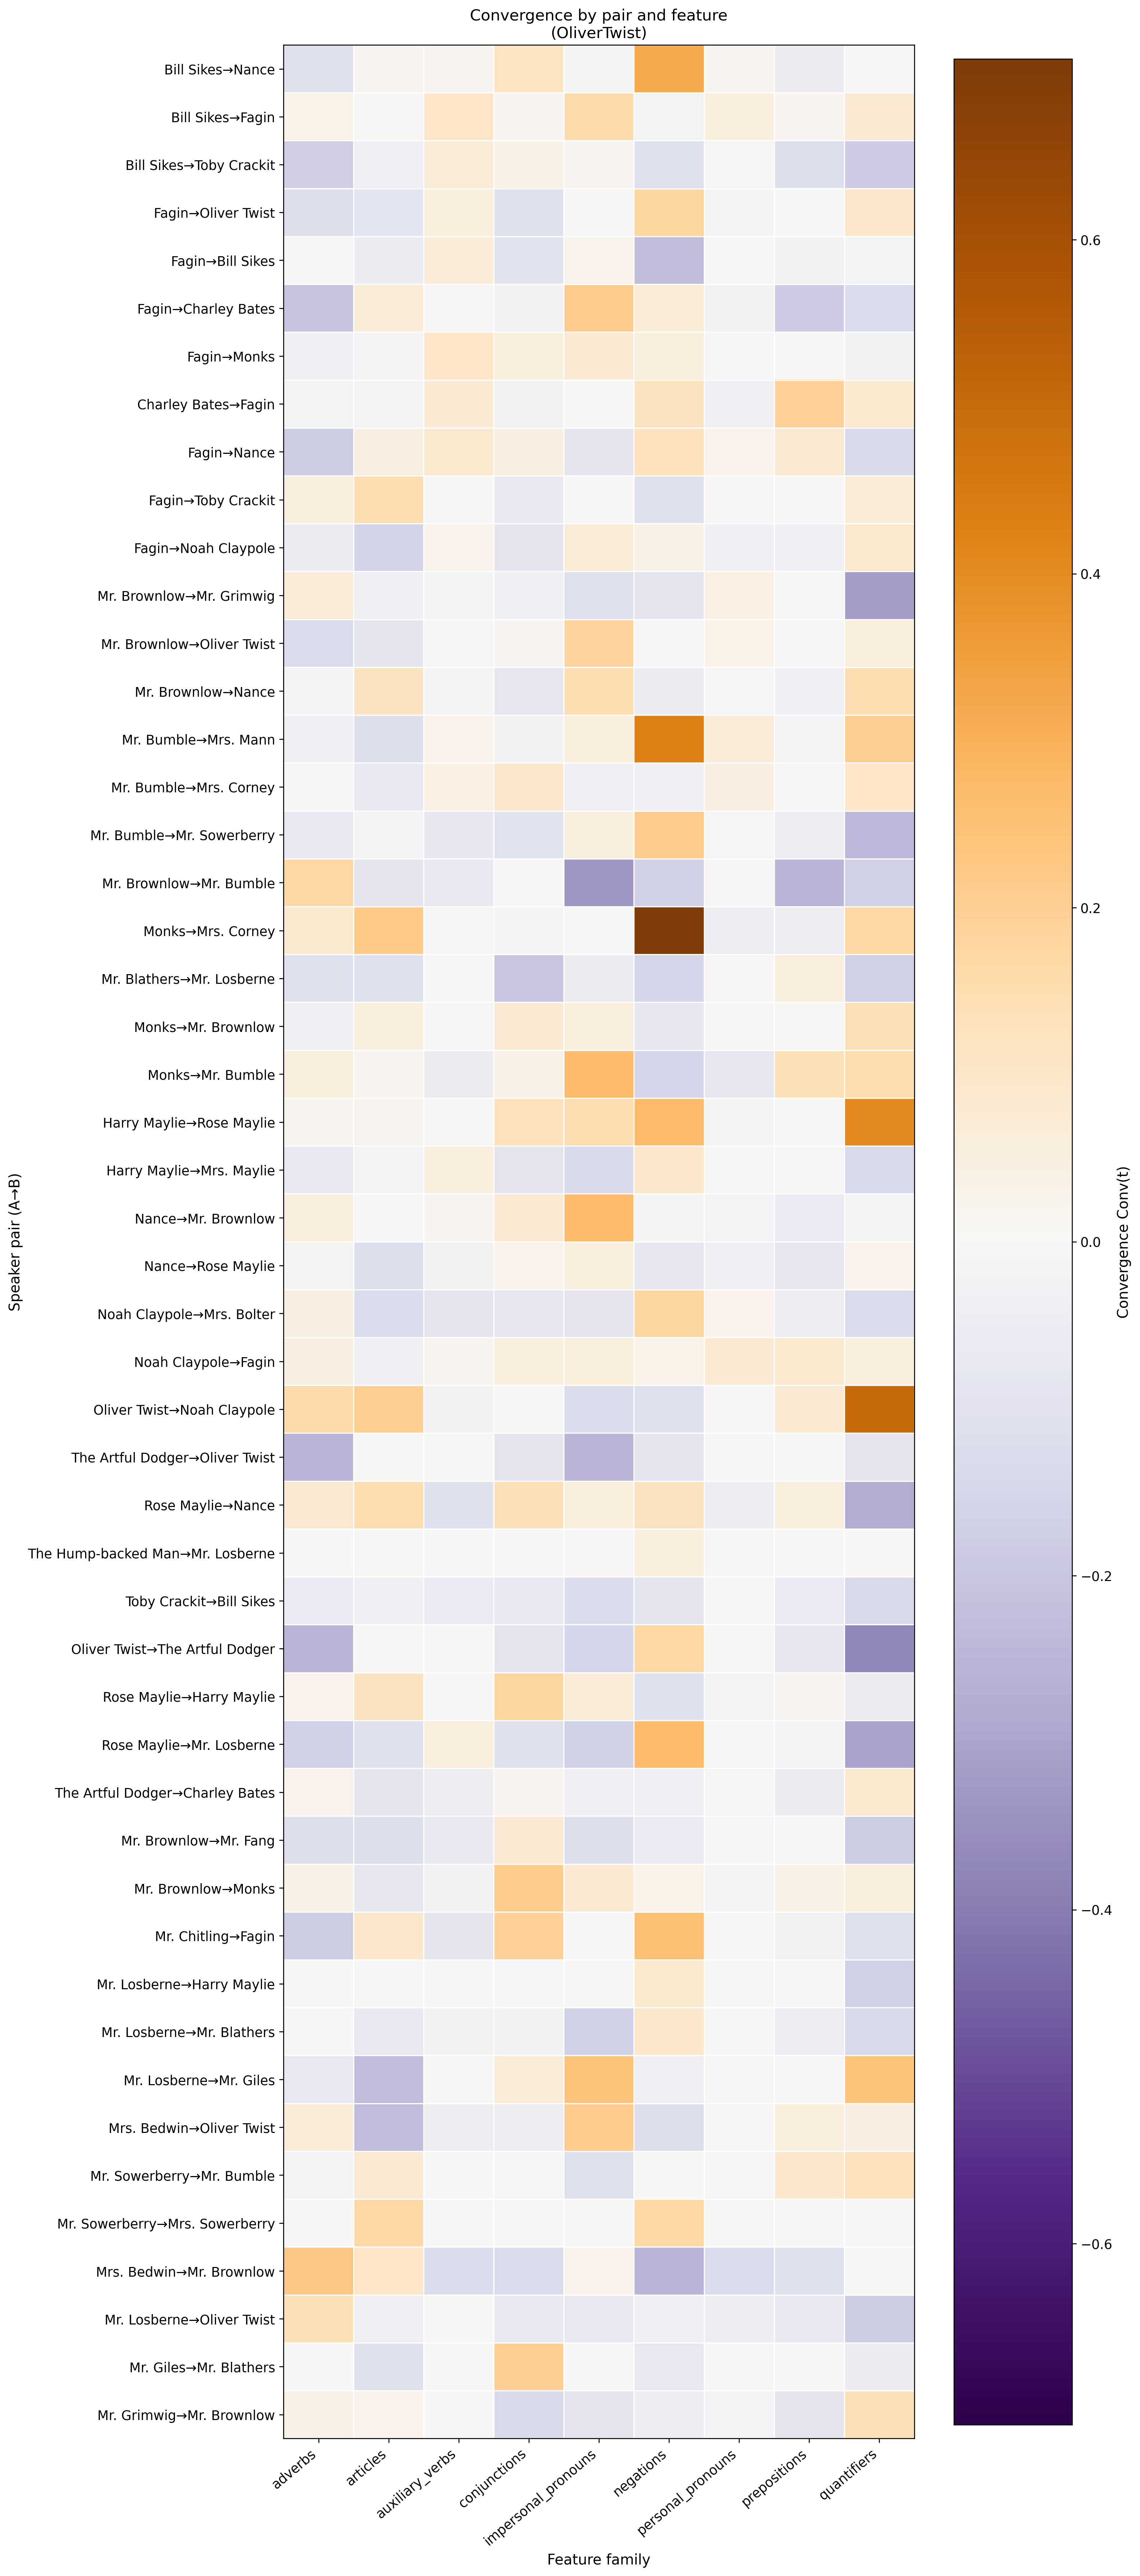 Convergence by pair and feature
(OliverTwist)
Speaker pair (A→B)
Bill Sikes→Nance
Bill Sikes→Fagin
Bill Sikes→Toby Crackit
Fagin→Oliver Twist
Fagin→Bill Sikes
Fagin→Charley Bates
Fagin→Monks
Charley Bates→Fagin
Fagin→Nance
Fagin→Toby Crackit
Fagin→Noah Claypole
Mr. Brownlow→Mr. Grimwig
Mr. Brownlow→Oliver Twist
Mr. Brownlow→Nance
Mr. Bumble→Mrs. Mann
Mr. Bumble→Mrs. Corney
Mr. Bumble→Mr. Sowerberry
Mr. Brownlow→Mr. Bumble
Monks→Mrs. Corney
Mr. Blathers→Mr. Losberne
Monks→Mr. Brownlow
Monks→Mr. Bumble
Harry Maylie→Rose Maylie
Harry Maylie→Mrs. Maylie
Nance→Mr. Brownlow
Nance→Rose Maylie
Noah Claypole→Mrs. Bolter
Noah Claypole→Fagin
Oliver Twist→Noah Claypole
The Artful Dodger→Oliver Twist
Rose Maylie→Nance
The Hump-backed Man→Mr. Losberne
Toby Crackit→Bill Sikes
Oliver Twist→The Artful Dodger
Rose Maylie→Harry Maylie
Rose Maylie→Mr. Losberne
The Artful Dodger→Charley Bates
Mr. Brownlow→Mr. Fang
Mr. Brownlow→Monks
Mr. Chitling→Fagin
Mr. Losberne→Harry Maylie
Mr. Losberne→Mr. Blathers
Mr. Losberne→Mr. Giles
Mrs. Bedwin→Oliver Twist
Mr. Sowerberry→Mr. Bumble
Mr. Sowerberry→Mrs. Sowerberry
Mrs. Bedwin→Mr. Brownlow
Mr. Losberne→Oliver Twist
Mr. Giles→Mr. Blathers
Mr. Grimwig→Mr. Brownlow
adverbs
articles
auxiliary_verbs
conjunctions
impersonal_pronouns
negations
personal_pronouns
prepositions
quantifiers
Feature family
0.6
0.4
0.2
0.0
−0.2
−0.4
−0.6
Convergence Conv(t)